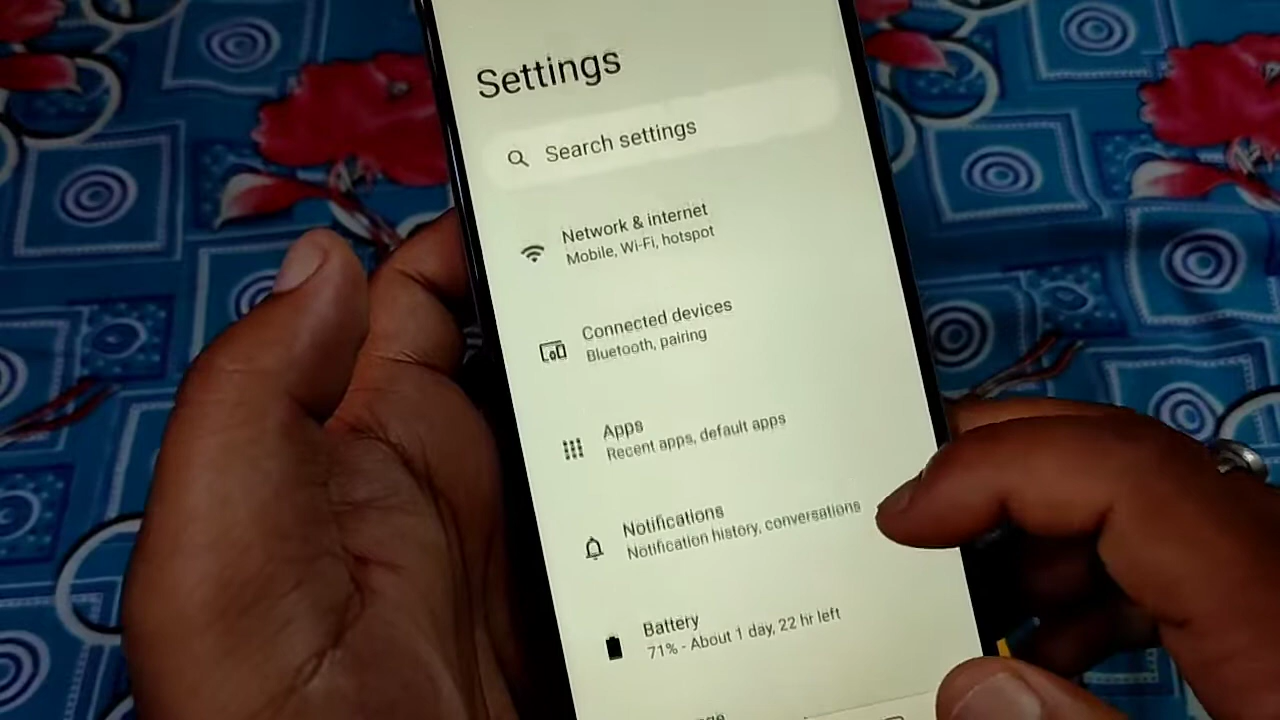 Settings
Search settings
Network & internet
Mobile, Wi-Fi, hotspot
Connected devices
Bluetooth, pairing
Apps
Recent apps, default apps
Notifications
Notification history, conversations
Battery
71% - About 1 day, 22 hr left